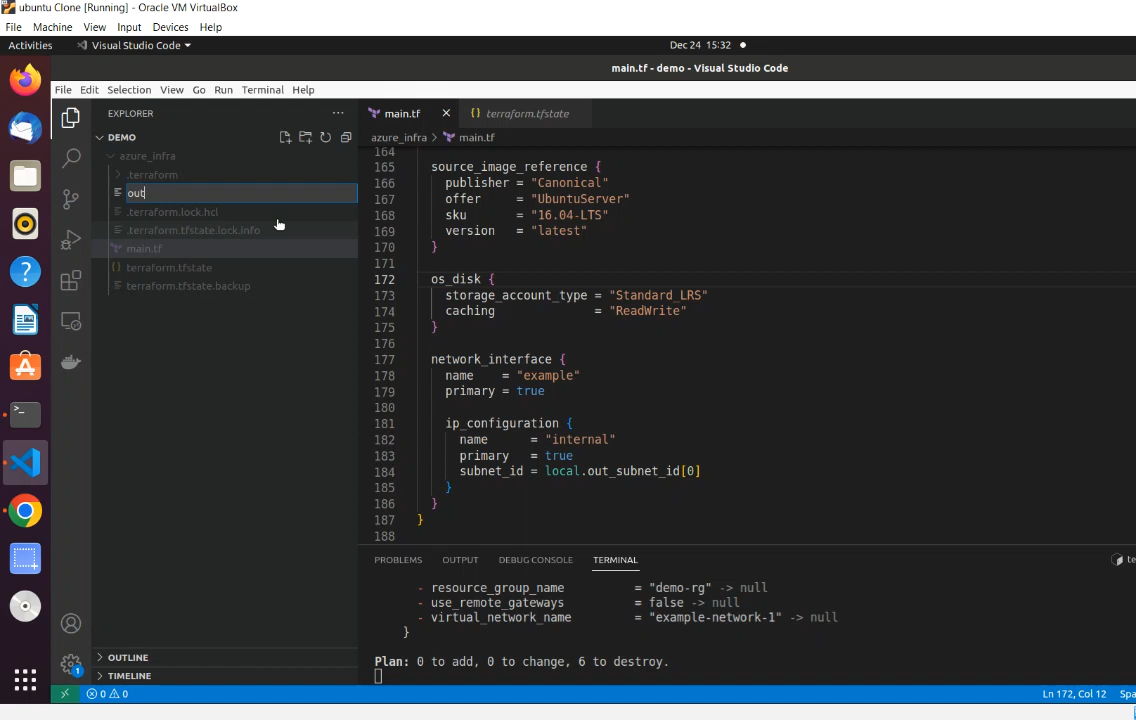 ubuntu Clone [Running] - Oracle VM VirtualBox
File Machine View Input Devices Help
Activities Visual Studio Code Dec 24 15:32
main.tf - demo - Visual Studio Code
File Edit Selection View Go Run Terminal Help
EXPLORER
DEMO
azure_infra
.terraform
out
.terraform.lock.hcl
.terraform.tfstate.lock.info
main.tf
terraform.tfstate
terraform.tfstate.backup
OUTLINE
TIMELINE
main.tf terraform.tfstate
azure_infra > main.tf
164
165 source_image_reference {
166 publisher = "Canonical"
167 offer = "UbuntuServer"
168 sku = "16.04-LTS"
169 version = "latest"
170 }
171
172 os_disk {
173 storage_account_type = "Standard_LRS"
174 caching = "ReadWrite"
175 }
176
177 network_interface {
178 name = "example"
179 primary = true
180
181 ip_configuration {
182 name = "internal"
183 primary = true
184 subnet_id = local.out_subnet_id[0]
185 }
186 }
187 }
188
PROBLEMS OUTPUT DEBUG CONSOLE TERMINAL
- resource_group_name = "demo-rg" -> null
- use_remote_gateways = false -> null
- virtual_network_name = "example-network-1" -> null
}
Plan: 0 to add, 0 to change, 6 to destroy.
1
0 0 Ln 172, Col 12